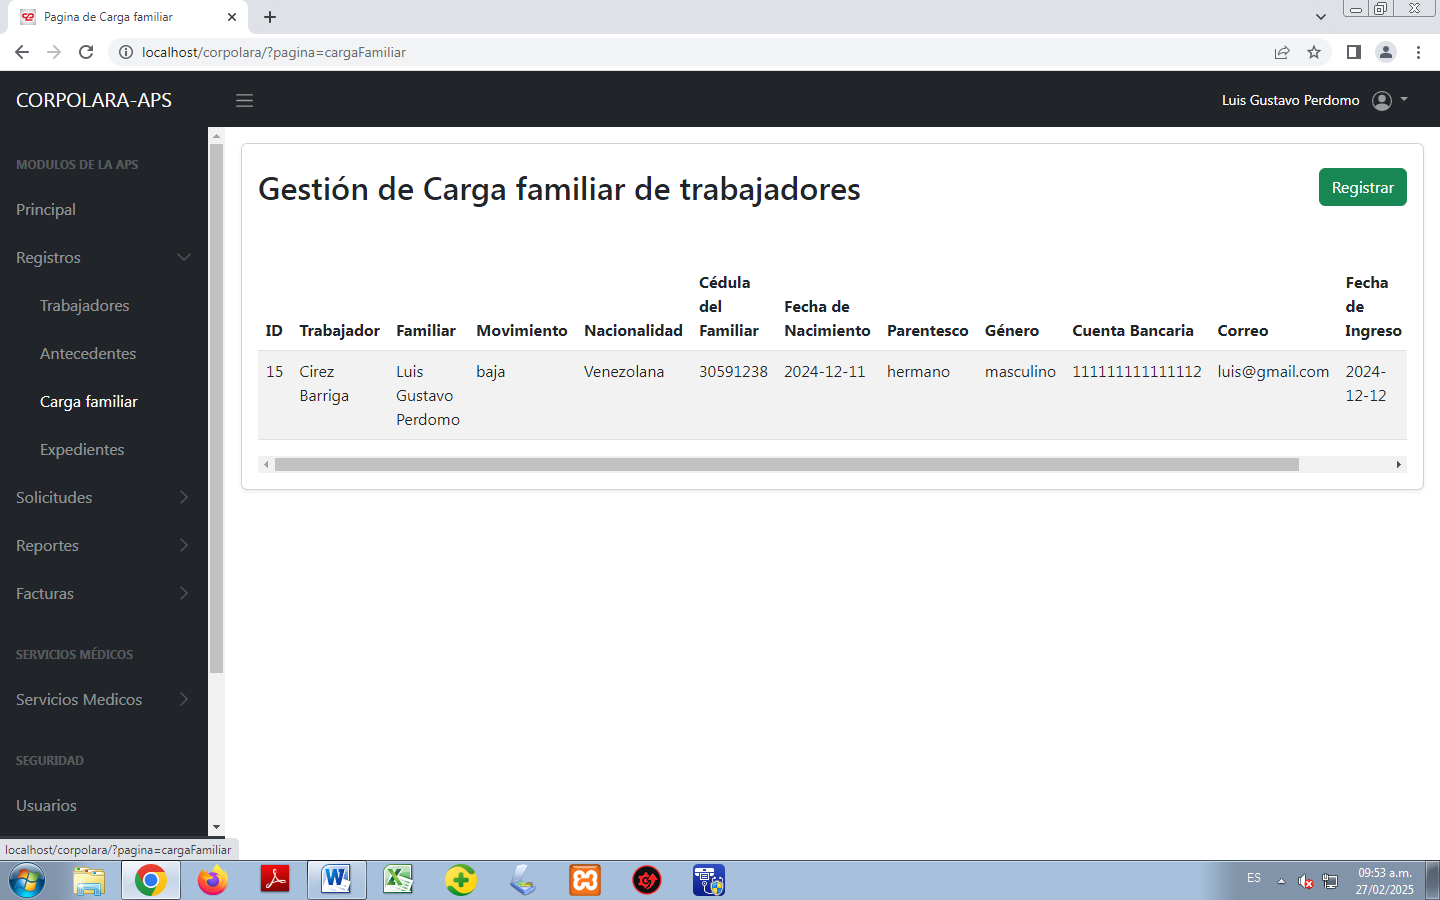 Pagina de Carga familiar
localhost/corpolara/?pagina=cargaFamiliar
CORPOLARA-APS
Luis Gustavo Perdomo
MODULOS DE LA APS
Principal
Registros
Trabajadores
Antecedentes
Carga familiar
Expedientes
Solicitudes
Reportes
Facturas
SERVICIOS MÉDICOS
Servicios Medicos
SEGURIDAD
Usuarios
Gestión de Carga familiar de trabajadores
Registrar
ID Trabajador Familiar Movimiento Nacionalidad Cédula del Familiar Fecha de Nacimiento Parentesco Género Cuenta Bancaria Correo Fecha de Ingreso
15 Cirez Barriga Luis Gustavo Perdomo baja Venezolana 30591238 2024-12-11 hermano masculino 111111111111112 luis@gmail.com 2024-12-12
localhost/corpolara/?pagina=cargaFamiliar
ES
09:53 a.m.
27/02/2025